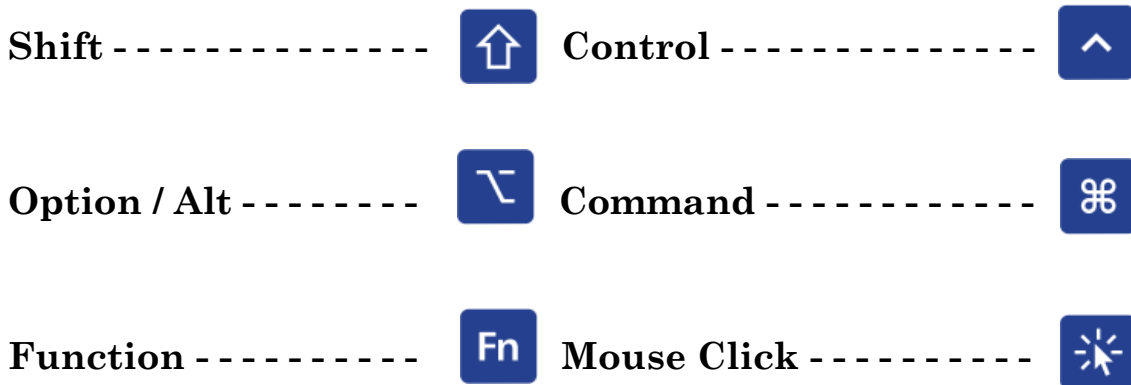 Shift - - - - - - - - - - - - - - ⇧ Control - - - - - - - - - - - - - - ^
Option / Alt - - - - - - - - ⌥ Command - - - - - - - - - - - - ⌘
Function - - - - - - - - - - Fn Mouse Click - - - - - - - - - -